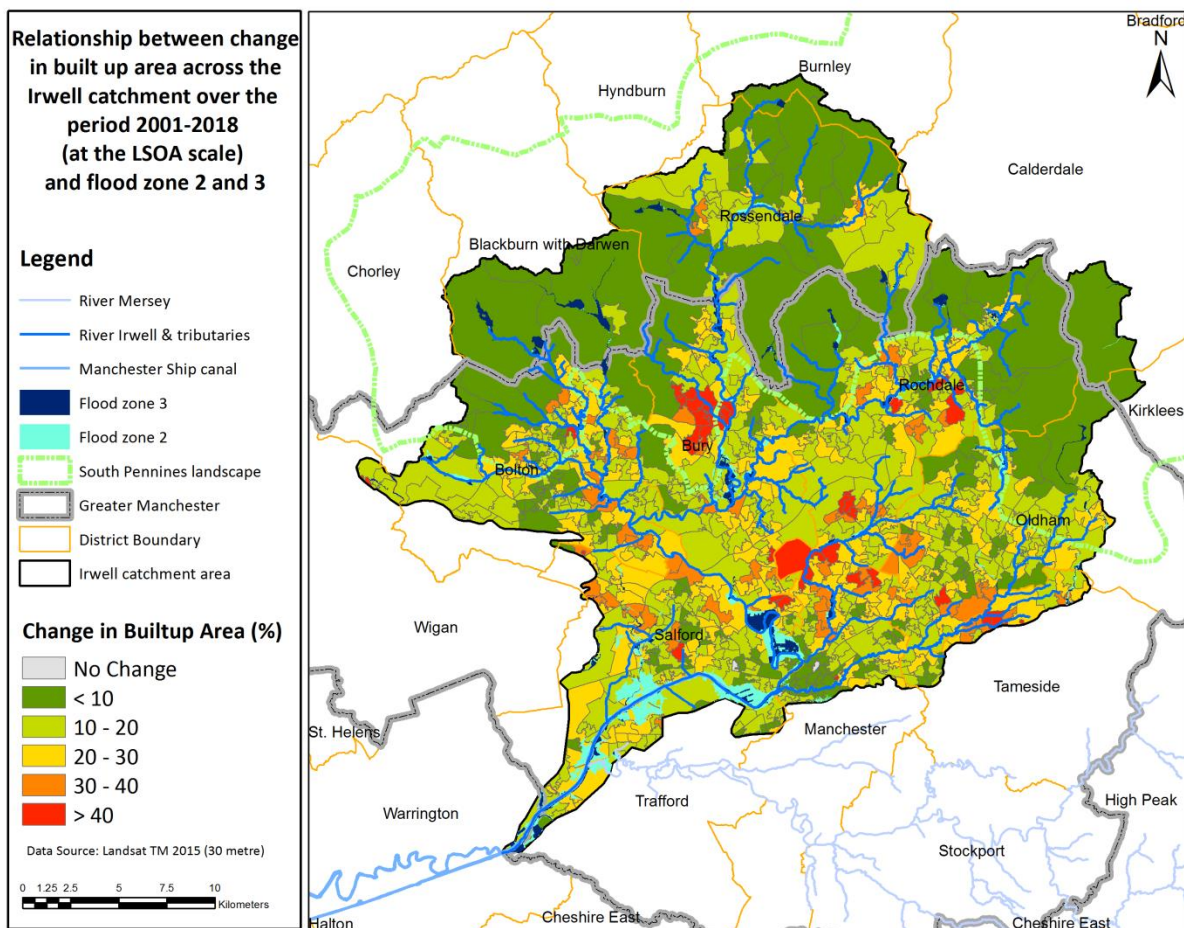 Relationship between change
in built up area across the
Irwell catchment over the
period 2001-2018
(at the LSOA scale)
and flood zone 2 and 3
Legend
River Mersey
River Irwell & tributaries
Manchester Ship canal
Flood zone 3
Flood zone 2
South Pennines landscape
Greater Manchester
District Boundary
Irwell catchment area
Change in Builtup Area (%)
No Change
< 10
10 - 20
20 - 30
30 - 40
> 40
Data Source: Landsat TM 2015 (30 metre)
0 1.25 2.5 5 7.5 10
Kilometers
Bradford
N
Burnley
Hyndburn
Calderdale
Rossendale
Blackburn with Darwen
Chorley
Rochdale
Kirklees
Bury
Bolton
Oldham
Wigan
Salford
Tameside
St. Helens
Manchester
Trafford
Warrington
High Peak
Stockport
Cheshire East
Cheshire East
Halton